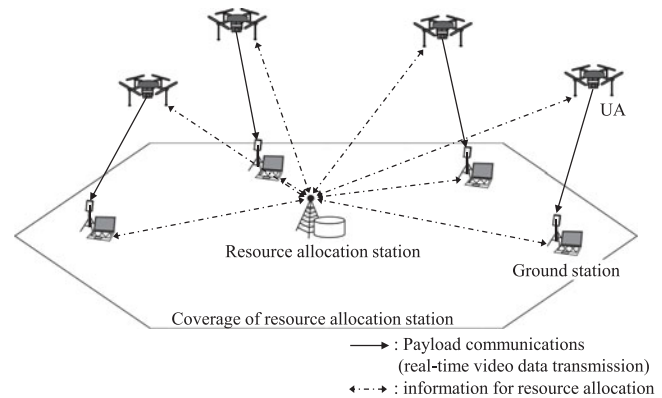 UA
Resource allocation station
Ground station
Coverage of resource allocation station
: Payload communications
(real-time video data transmission)
: information for resource allocation